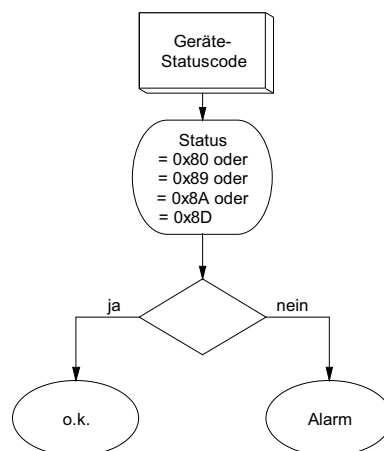 Geräte-
Statuscode
Status
= 0x80 oder
= 0x89 oder
= 0x8A oder
= 0x8D
ja
nein
o.k.
Alarm